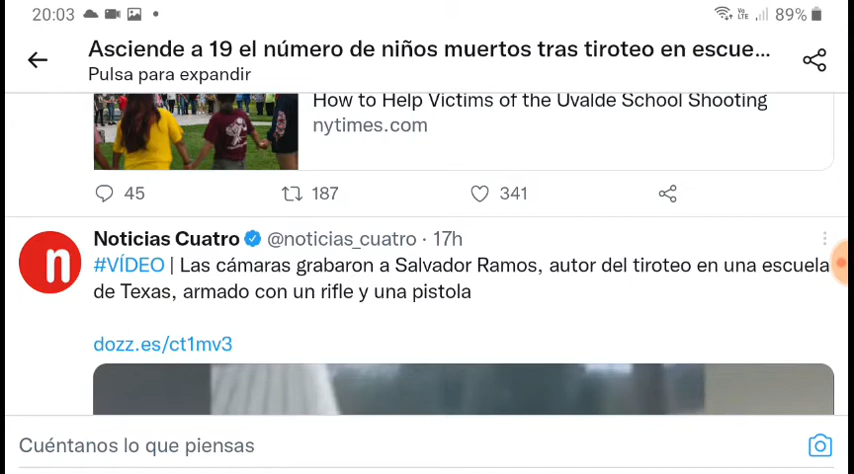 20:03
Vo LTE 89%
Asciende a 19 el número de niños muertos tras tiroteo en escue...
Pulsa para expandir
How to Help Victims of the Uvalde School Shooting
nytimes.com
45 187 341
Noticias Cuatro @noticias_cuatro · 17h
#VÍDEO | Las cámaras grabaron a Salvador Ramos, autor del tiroteo en una escuela
de Texas, armado con un rifle y una pistola
dozz.es/ct1mv3
n
Cuéntanos lo que piensas